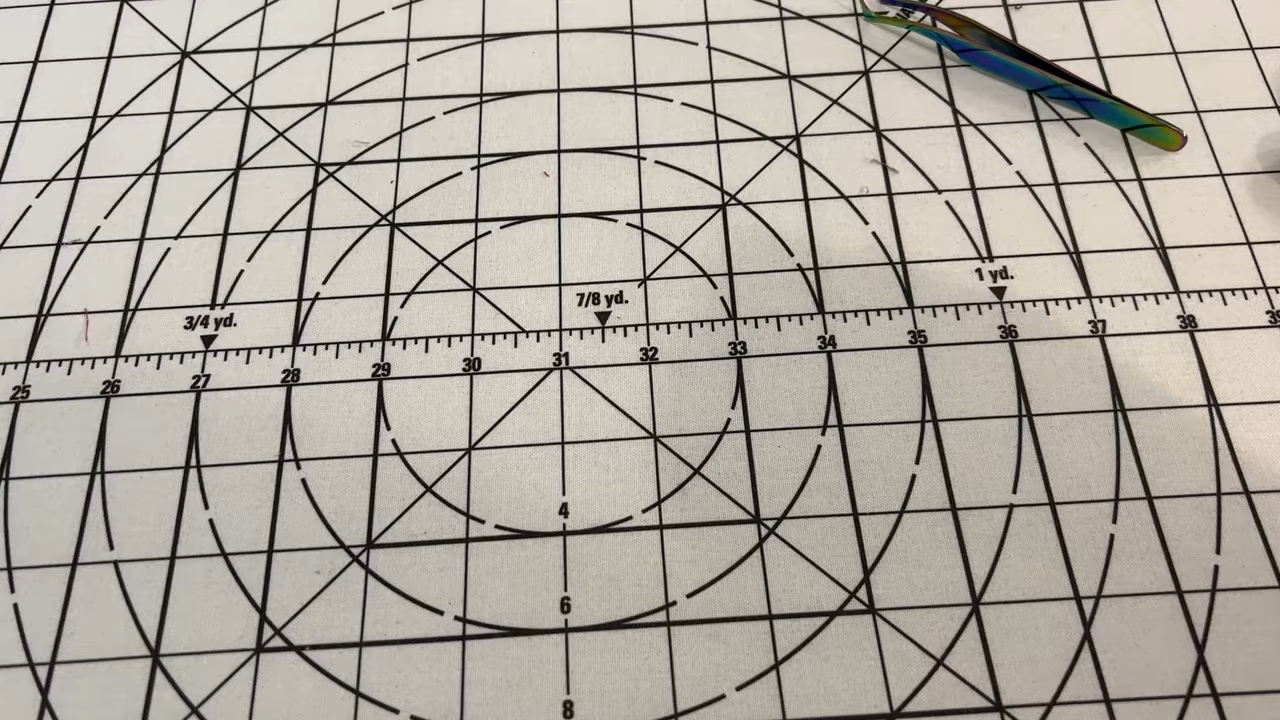 1 yd.
7/8 yd.
3/4 yd.
25 26 27 28 29 30 31 32 33 34 35 36 37 38
4
6
8